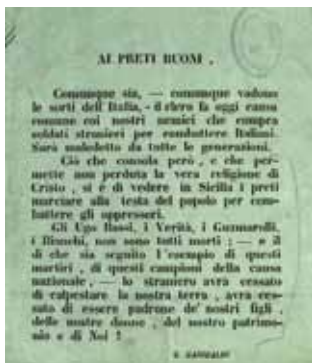 AI PRETI BUONI.
Comunque sia, — comunque vadano
le sorti dell'Italia, - il clero fa oggi causa
comune coi nostri nemici che compra
soldati stranieri per combattere Italiani.
Sarà maledetto da tutte le generazioni.
Ciò che consola però, e che per-
mette non perduta la vera religione di
Cristo, si è di vedere in Sicilia i preti
marciare alla testa del popolo per com-
battere gli oppressori.
Gli Ugo Bassi, i Verità, i Gusmarolli,
i Bianchi, non sono tutti morti; — e il
dì che sia seguito l'esempio di questi
martiri, di questi campioni della causa
nazionale, — lo straniero avrà cessato
di calpestare la nostra terra, avrà ces-
sato di essere padrone de' nostri figli,
delle nostre donne, del nostro patrimo-
nio e di Noi!
G. GARIBALDI